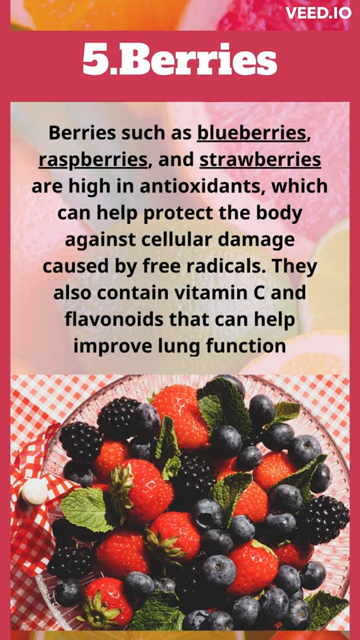 VEED.IO
5.Berries
Berries such as blueberries,
raspberries, and strawberries
are high in antioxidants, which
can help protect the body
against cellular damage
caused by free radicals. They
also contain vitamin C and
flavonoids that can help
improve lung function